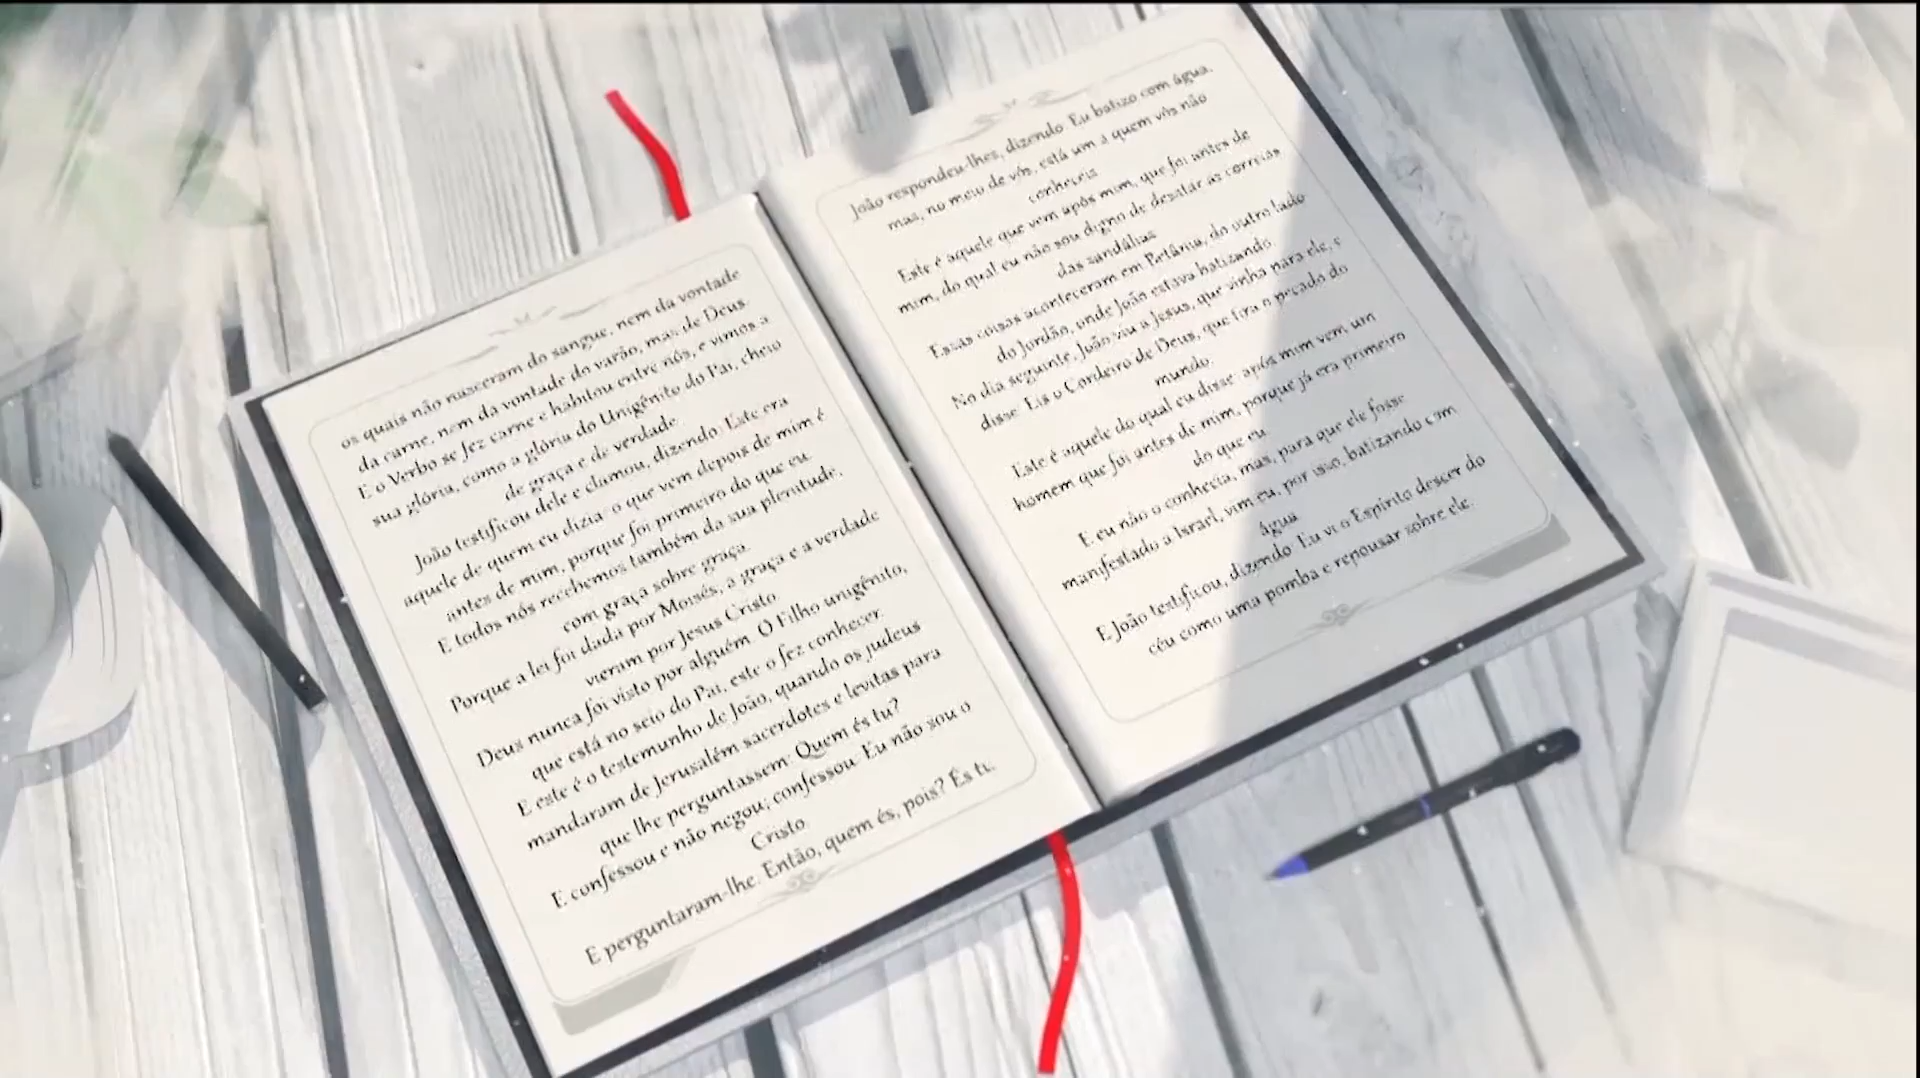 os quais não nasceram do sangue, nem da vontade
da carne, nem da vontade do varão, mas de Deus.
E o Verbo se fez carne e habitou entre nós, e vimos a
sua glória, como a glória do Unigênito do Pai, cheio
de graça e de verdade.
João testificou dele e clamou, dizendo: Este era
aquele de quem eu dizia: o que vem depois de mim é
antes de mim, porque foi primeiro do que eu.
E todos nós recebemos também da sua plenitude,
com graça sobre graça.
Porque a lei foi dada por Moisés; a graça e a verdade
vieram por Jesus Cristo.
Deus nunca foi visto por alguém. O Filho unigênito,
que está no seio do Pai, este o fez conhecer.
E este é o testemunho de João, quando os judeus
mandaram de Jerusalém sacerdotes e levitas para
que lhe perguntassem: Quem és tu?
E confessou e não negou; confessou: Eu não sou o
Cristo.
E perguntaram-lhe: Então, quem és, pois? És tu
João respondeu-lhes, dizendo: Eu batizo com água,
mas, no meio de vós, está um a quem vós não
conheceis
Este é aquele que vem após mim, que foi antes de
mim, do qual eu não sou digno de desatar as correias
das sandálias
Essas coisas aconteceram em Betânia, do outro lado
do Jordão, onde João estava batizando.
No dia seguinte, João viu a Jesus, que vinha para ele, e
disse: Eis o Cordeiro de Deus, que tira o pecado do
mundo.
Este é aquele do qual eu disse: após mim vem um
homem que foi antes de mim, porque já era primeiro
do que eu.
E eu não o conhecia, mas, para que ele fosse
manifestado a Israel, vim eu, por isso, batizando com
água
E João testificou, dizendo: Eu vi o Espírito descer do
céu como uma pomba e repousar sobre ele.